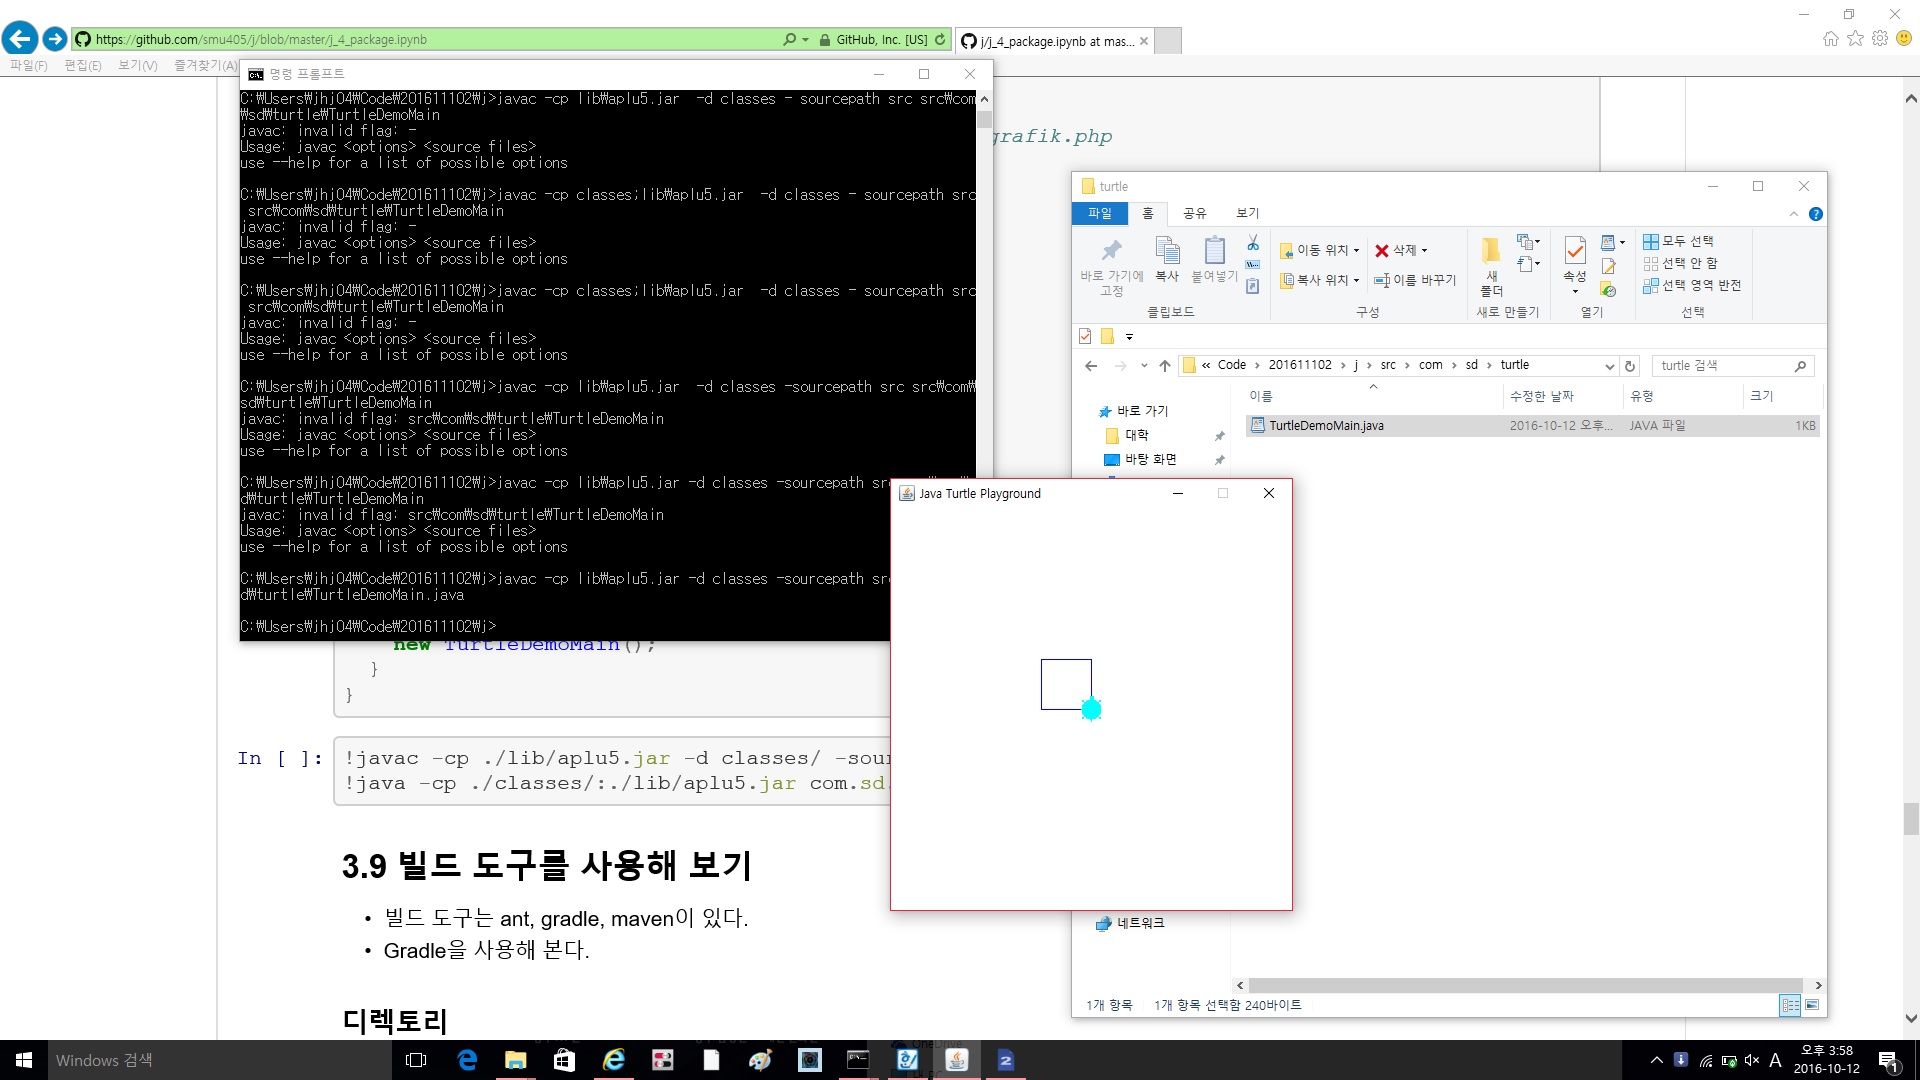 https://github.com/smu405/j/blob/master/j_4_package.ipynb
GitHub, Inc. [US]
j/j_4_package.ipynb at mas...
파일(F) 편집(E) 보기(V) 즐겨찾기(A)
명령 프롬프트
C:₩Users₩jhj04₩Code₩201611102₩j>javac -cp lib₩aplu5.jar  -d classes - sourcepath src src₩com
₩sd₩turtle₩TurtleDemoMain
javac: invalid flag: -
Usage: javac <options> <source files>
use --help for a list of possible options
C:₩Users₩jhj04₩Code₩201611102₩j>javac -cp classes;lib₩aplu5.jar  -d classes - sourcepath src
src₩com₩sd₩turtle₩TurtleDemoMain
javac: invalid flag: -
Usage: javac <options> <source files>
use --help for a list of possible options
C:₩Users₩jhj04₩Code₩201611102₩j>javac -cp classes;lib₩aplu5.jar  -d classes - sourcepath src
src₩com₩sd₩turtle₩TurtleDemoMain
javac: invalid flag: -
Usage: javac <options> <source files>
use --help for a list of possible options
C:₩Users₩jhj04₩Code₩201611102₩j>javac -cp lib₩aplu5.jar  -d classes -sourcepath src src₩com₩
sd₩turtle₩TurtleDemoMain
javac: invalid flag: src₩com₩sd₩turtle₩TurtleDemoMain
Usage: javac <options> <source files>
use --help for a list of possible options
C:₩Users₩jhj04₩Code₩201611102₩j>javac -cp lib₩aplu5.jar -d classes -sourcepath src
d₩turtle₩TurtleDemoMain
javac: invalid flag: src₩com₩sd₩turtle₩TurtleDemoMain
Usage: javac <options> <source files>
use --help for a list of possible options
C:₩Users₩jhj04₩Code₩201611102₩j>javac -cp lib₩aplu5.jar -d classes -sourcepath src
d₩turtle₩TurtleDemoMain.java
C:₩Users₩jhj04₩Code₩201611102₩j>
grafik.php
new TurtleDemoMain();
}
}
In [ ]:
!javac -cp ./lib/aplu5.jar -d classes/ -sour
!java -cp ./classes/:./lib/aplu5.jar com.sd.
3.9 빌드 도구를 사용해 보기
• 빌드 도구는 ant, gradle, maven이 있다.
• Gradle을 사용해 본다.
디렉토리
turtle
파일 홈 공유 보기
바로 가기에 고정
복사
붙여넣기
클립보드
이동 위치
복사 위치
삭제
이름 바꾸기
구성
새 폴더
새로 만들기
속성
열기
모두 선택
선택 안 함
선택 영역 반전
선택
« Code > 201611102 > j > src > com > sd > turtle
turtle 검색
이름 수정한 날짜 유형 크기
TurtleDemoMain.java 2016-10-12 오후... JAVA 파일 1KB
바로 가기
대학
바탕 화면
네트워크
1개 항목 1개 항목 선택함 240바이트
Java Turtle Playground
Windows 검색
A
오후 3:58
2016-10-12
1